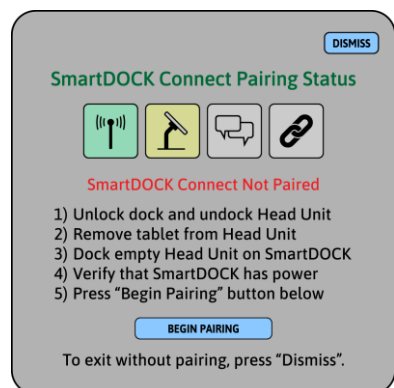 DISMISS
SmartDOCK Connect Pairing Status
SmartDOCK Connect Not Paired
1) Unlock dock and undock Head Unit
2) Remove tablet from Head Unit
3) Dock empty Head Unit on SmartDOCK
4) Verify that SmartDOCK has power
5) Press “Begin Pairing” button below
BEGIN PAIRING
To exit without pairing, press “Dismiss”.